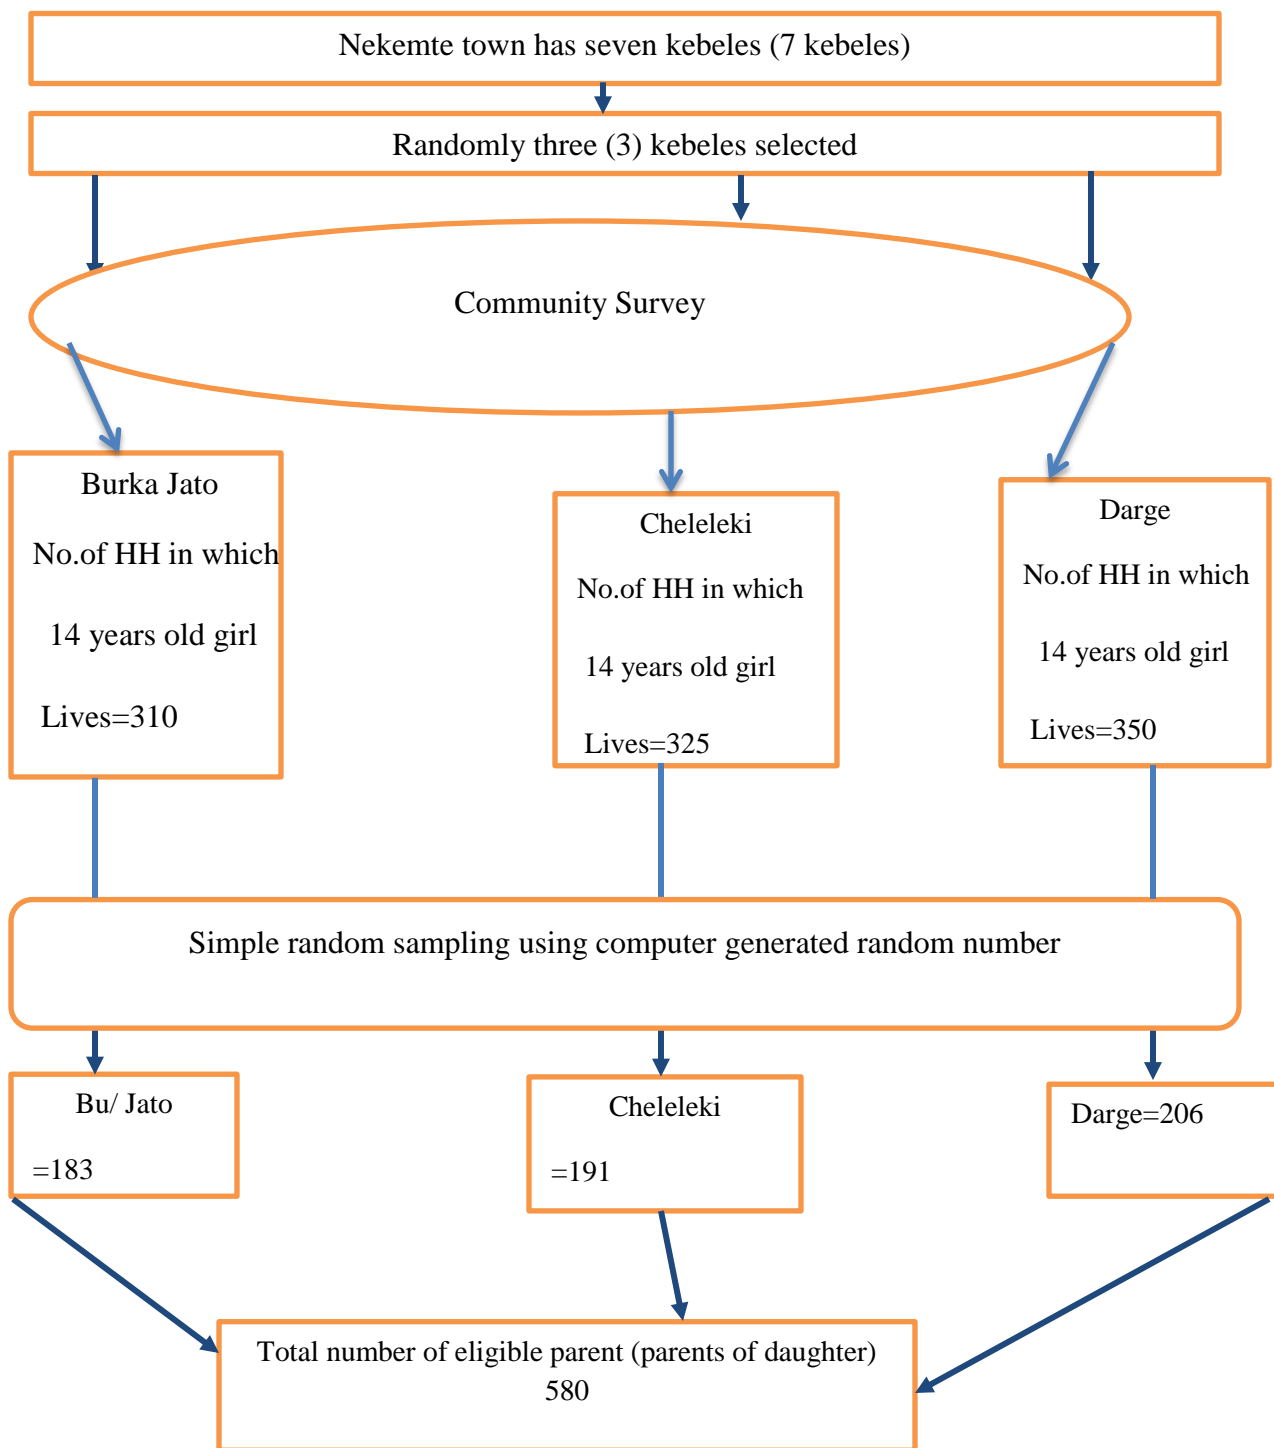 Nekemte town has seven kebeles (7 kebeles)
Randomly three (3) kebeles selected
Community Survey
Burka Jato
No.of HH in which
14 years old girl
Lives=310
Cheleleki
No.of HH in which
14 years old girl
Lives=325
Darge
No.of HH in which
14 years old girl
Lives=350
Simple random sampling using computer generated random number
Bu/ Jato
=183
Cheleleki
=191
Darge=206
Total number of eligible parent (parents of daughter)
580